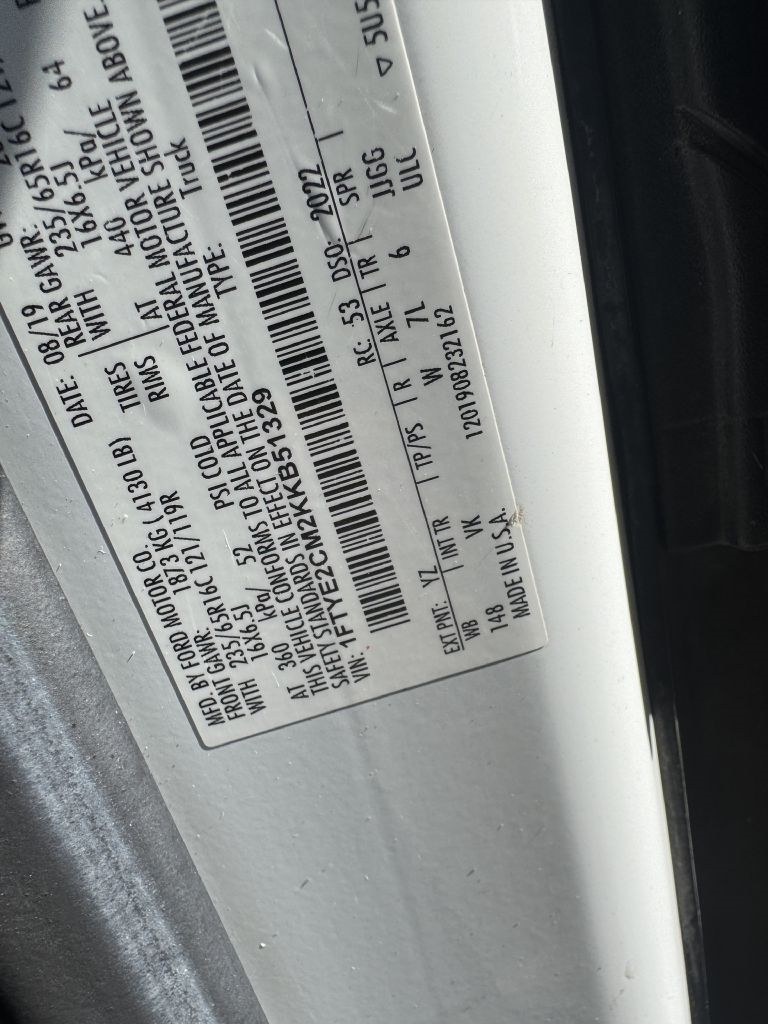 MFD. BY FORD MOTOR CO. DATE: 08/19
FRONT GAWR: 1873 KG ( 4130 LB) REAR GAWR:
WITH 235/65R16C 121/119R TIRES WITH 235/65R16C 121/
16X6.5J RIMS 16X6.5J
AT 360 kPa/ 52 PSI COLD AT 440 kPa/ 64
THIS VEHICLE CONFORMS TO ALL APPLICABLE FEDERAL MOTOR VEHICLE
SAFETY STANDARDS IN EFFECT ON THE DATE OF MANUFACTURE SHOWN ABOVE
VIN: 1FTYE2CM2KKB51329 TYPE: Truck
EXT PNT: YZ RC: 53 DSO: 2022
WB INT TR TP/PS R AXLE TR SPR
148 VK W 7L 6 JJGG
UILC
MADE IN U.S.A. 1201908232162 ▽ 5U5